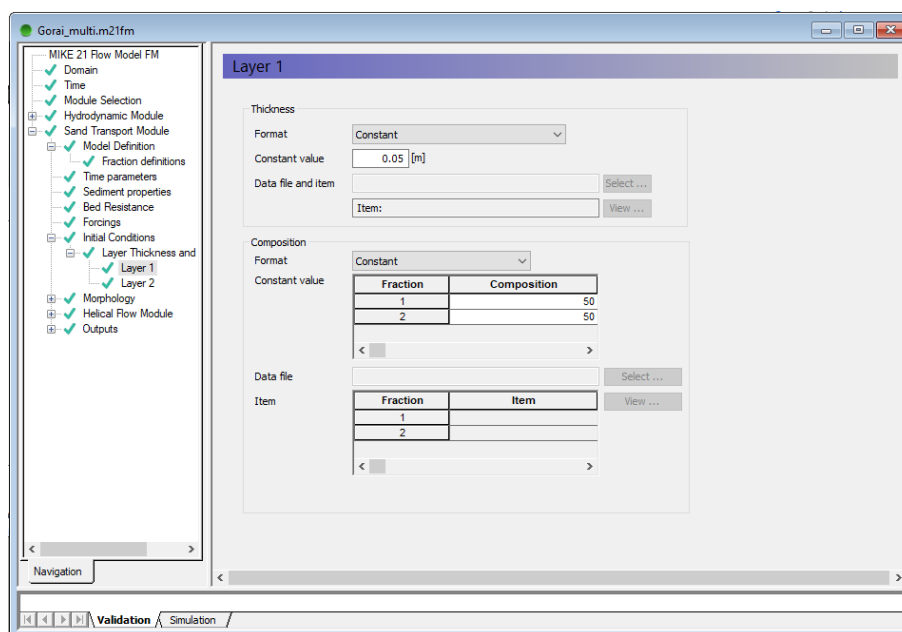 Gorai_multi.m21fm
MIKE 21 Flow Model FM
Domain
Time
Module Selection
Hydrodynamic Module
Sand Transport Module
Model Definition
Fraction definitions
Time parameters
Sediment properties
Bed Resistance
Forcings
Initial Conditions
Layer Thickness and
Layer 1
Layer 2
Morphology
Helical Flow Module
Outputs
Navigation
Layer 1
Thickness
Format Constant
Constant value 0.05 [m]
Data file and item Select ...
Item: View ...
Composition
Format Constant
Constant value
Fraction Composition
1 50
2 50
Data file Select ...
Item
Fraction Item View ...
1
2
Validation Simulation